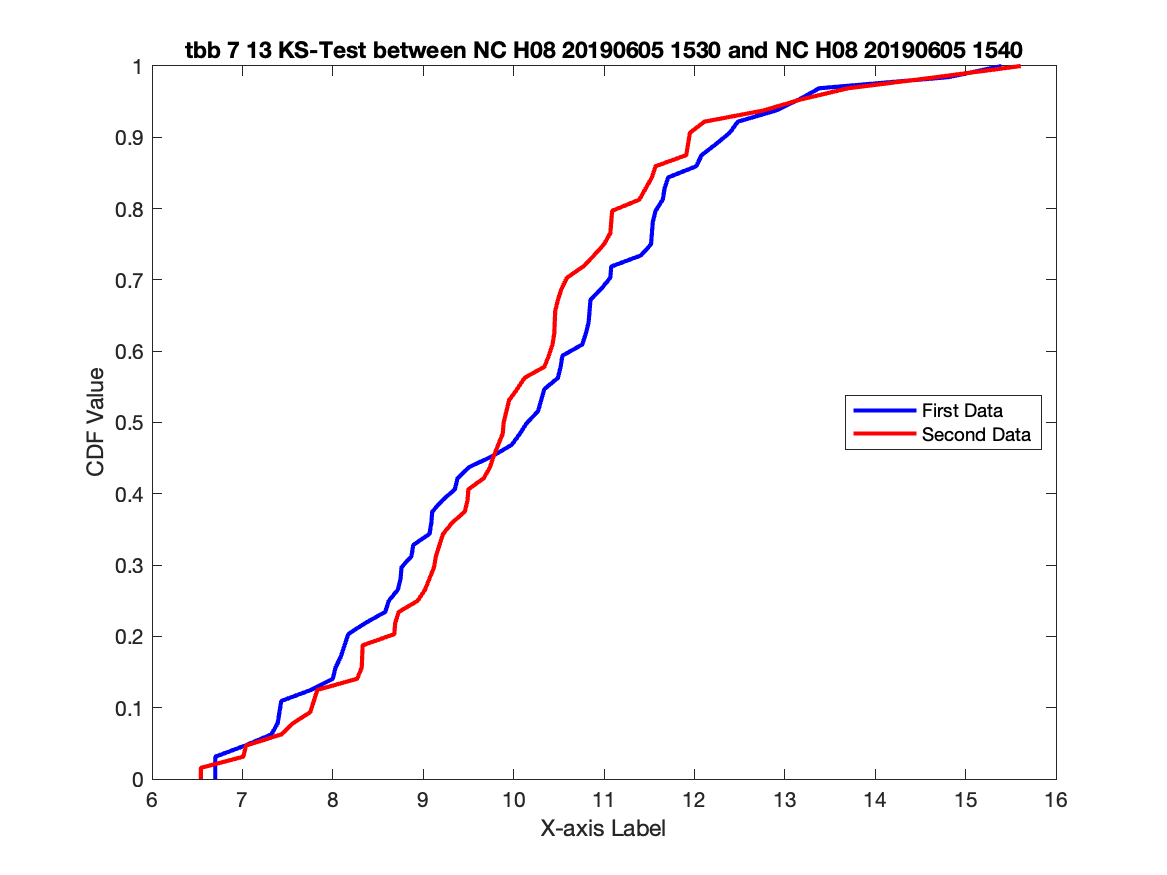 tbb 7 13 KS-Test between NC H08 20190605 1530 and NC H08 20190605 1540
1
0.9
0.8
0.7
0.6
0.5
0.4
0.3
0.2
0.1
0
CDF Value
First Data
Second Data
6 7 8 9 10 11 12 13 14 15 16
X-axis Label